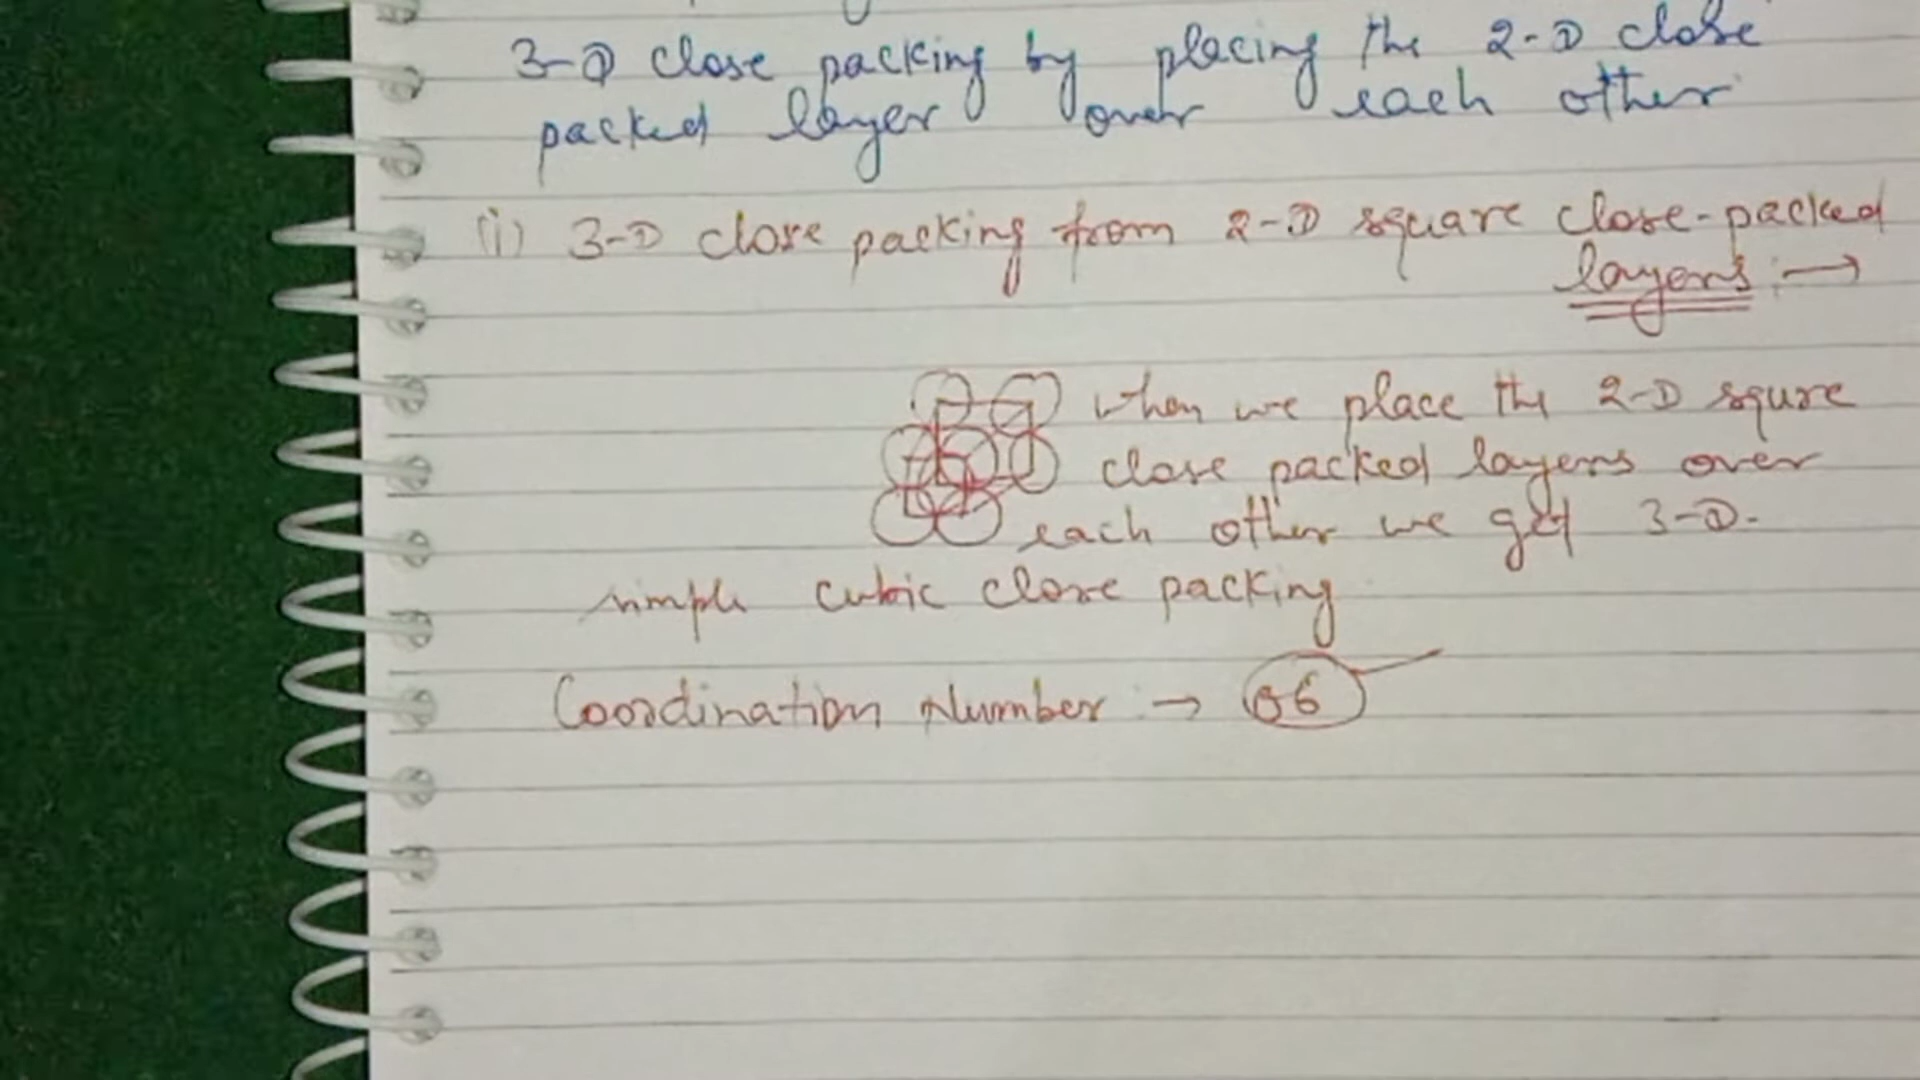 3-D close packing by placing the 2-D close
packed layer over each other
(i) 3-D close packing from 2-D square close-packed
layers :→
when we place the 2-D squre
close packed layers over
each other we get 3-D.
simple cubic close packing
Coordination Number :→ 06